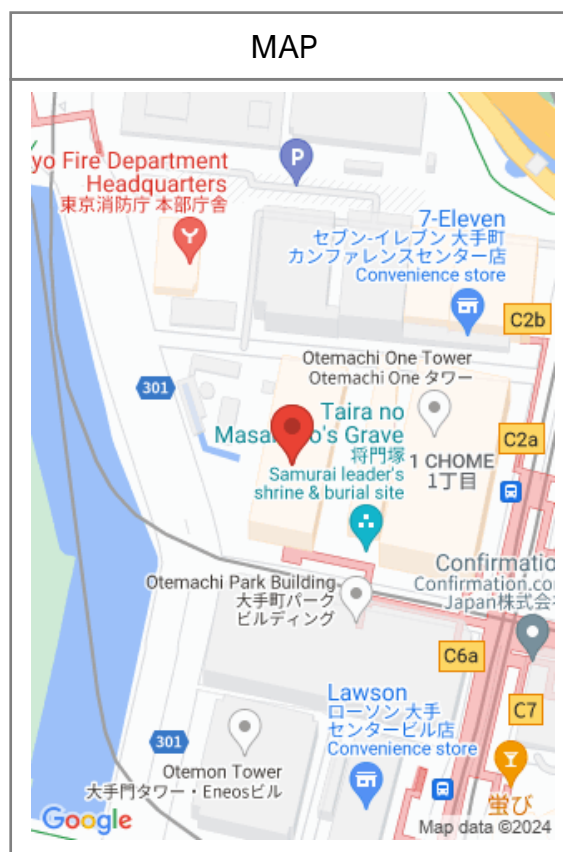 MAP
yo Fire Department
Headquarters
東京消防庁 本部庁舎
P
7-Eleven
セブン-イレブン 大手町
カンファレンスセンター店
Convenience store
C2b
Otemachi One Tower
Otemachi One タワー
301
Taira no
Masa o's Grave
将門塚
Samurai leader's
shrine & burial site
C2a
1 CHOME
1丁目
Confirmatio
Confirmation.co
Japan株式会
Otemachi Park Building
大手町パーク
ビルディング
C6a
C7
Lawson
ローソン 大手
センタービル店
Convenience store
301
Otemon Tower
大手門タワー・Eneosビル
蛍び
Google
Map data ©2024